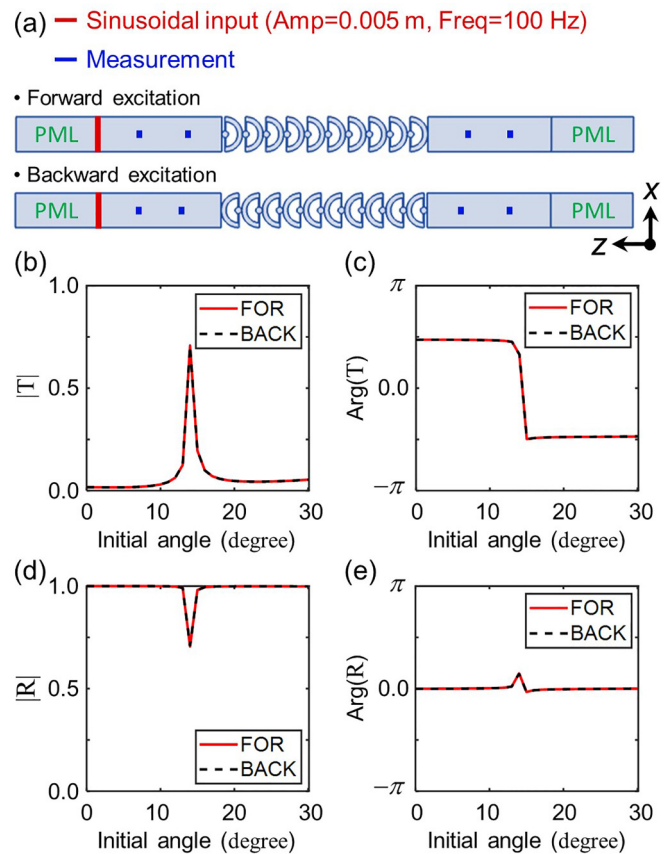 (a)
Sinusoidal input (Amp=0.005 m, Freq=100 Hz)
Measurement
• Forward excitation
PML PML
• Backward excitation
PML PML
x
z
(b) (c)
1.0 π
FOR FOR
BACK BACK
|T| 0.5 Arg(T) 0.0
0.0 −π
0 10 20 30 0 10 20 30
Initial angle (degree) Initial angle (degree)
(d) (e)
1.0 π
FOR
BACK
|R| 0.5 Arg(R) 0.0
FOR
BACK
0.0 −π
0 10 20 30 0 10 20 30
Initial angle (degree) Initial angle (degree)